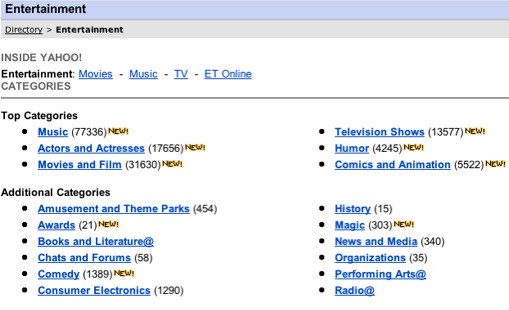 Entertainment
Directory > Entertainment
INSIDE YAHOO!
Entertainment: Movies - Music - TV - ET Online
CATEGORIES
Top Categories
Music (77336) NEW!
Actors and Actresses (17656) NEW!
Movies and Film (31630) NEW!
Television Shows (13577) NEW!
Humor (4245) NEW!
Comics and Animation (5522) NEW!
Additional Categories
Amusement and Theme Parks (454)
Awards (21) NEW!
Books and Literature@
Chats and Forums (58)
Comedy (1389) NEW!
Consumer Electronics (1290)
History (15)
Magic (303) NEW!
News and Media (340)
Organizations (35)
Performing Arts@
Radio@